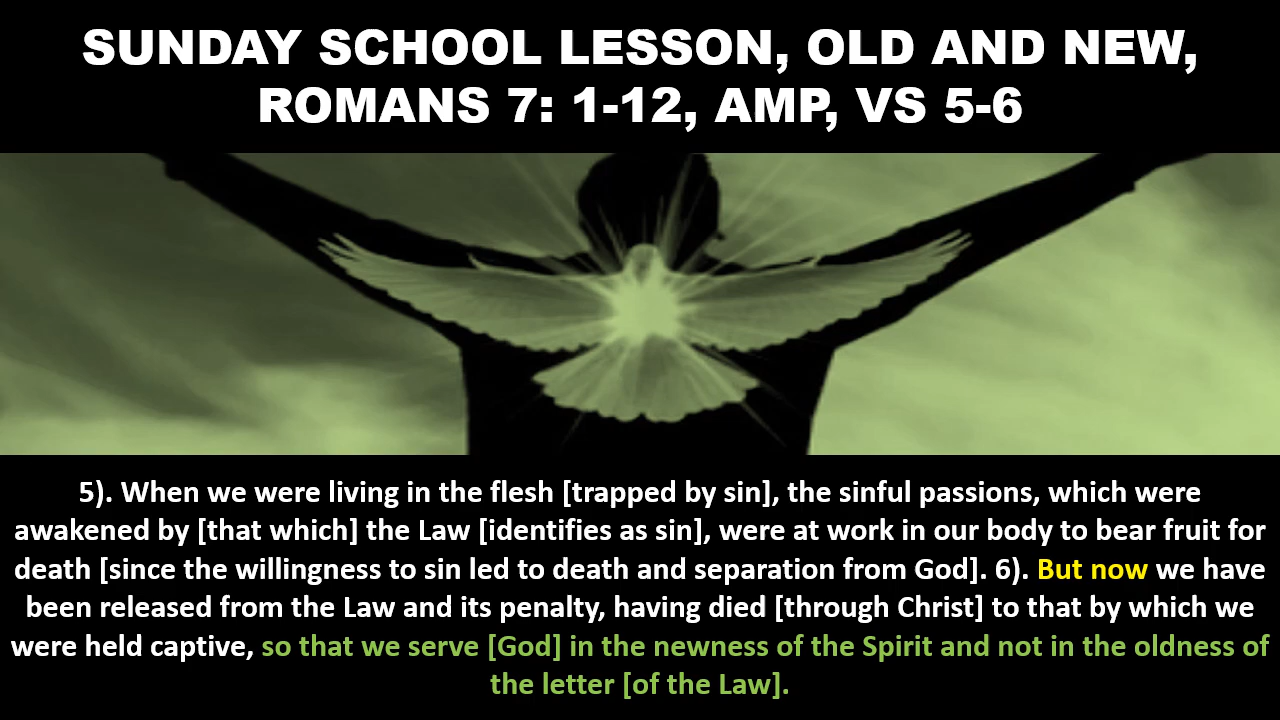 SUNDAY SCHOOL LESSON, OLD AND NEW,
ROMANS 7: 1-12, AMP, VS 5-6
5). When we were living in the flesh [trapped by sin], the sinful passions, which were
awakened by [that which] the Law [identifies as sin], were at work in our body to bear fruit for
death [since the willingness to sin led to death and separation from God]. 6). But now we have
been released from the Law and its penalty, having died [through Christ] to that by which we
were held captive, so that we serve [God] in the newness of the Spirit and not in the oldness of
the letter [of the Law].